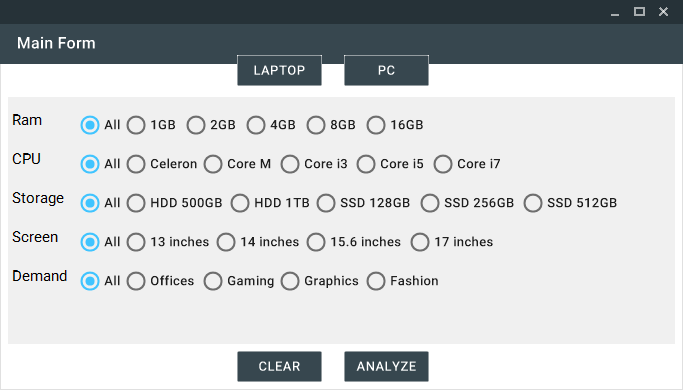 Main Form
LAPTOP PC
Ram All 1GB 2GB 4GB 8GB 16GB
CPU All Celeron Core M Core i3 Core i5 Core i7
Storage All HDD 500GB HDD 1TB SSD 128GB SSD 256GB SSD 512GB
Screen All 13 inches 14 inches 15.6 inches 17 inches
Demand All Offices Gaming Graphics Fashion
CLEAR ANALYZE